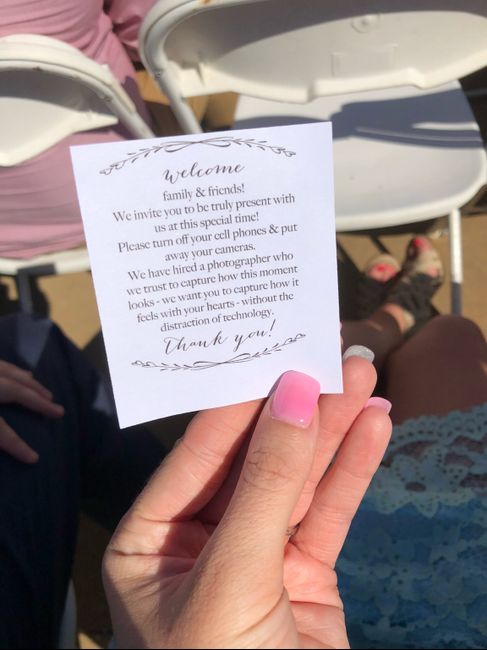 welcome
family & friends!
We invite you to be truly present with
us at this special time!
Please turn off your cell phones & put
away your cameras.
We have hired a photographer who
we trust to capture how this moment
looks - we want you to capture how it
feels with your hearts - without the
distraction of technology.
Thank you!